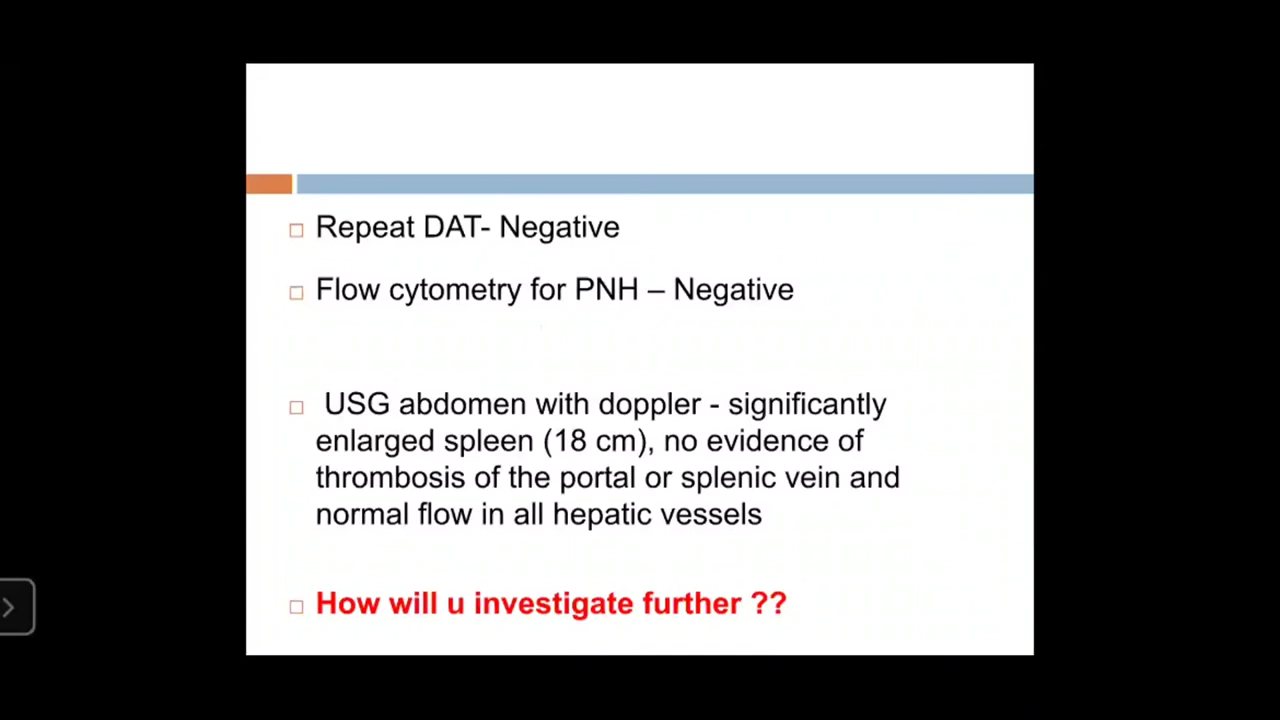 Repeat DAT- Negative
Flow cytometry for PNH – Negative
USG abdomen with doppler - significantly
enlarged spleen (18 cm), no evidence of
thrombosis of the portal or splenic vein and
normal flow in all hepatic vessels
How will u investigate further ??